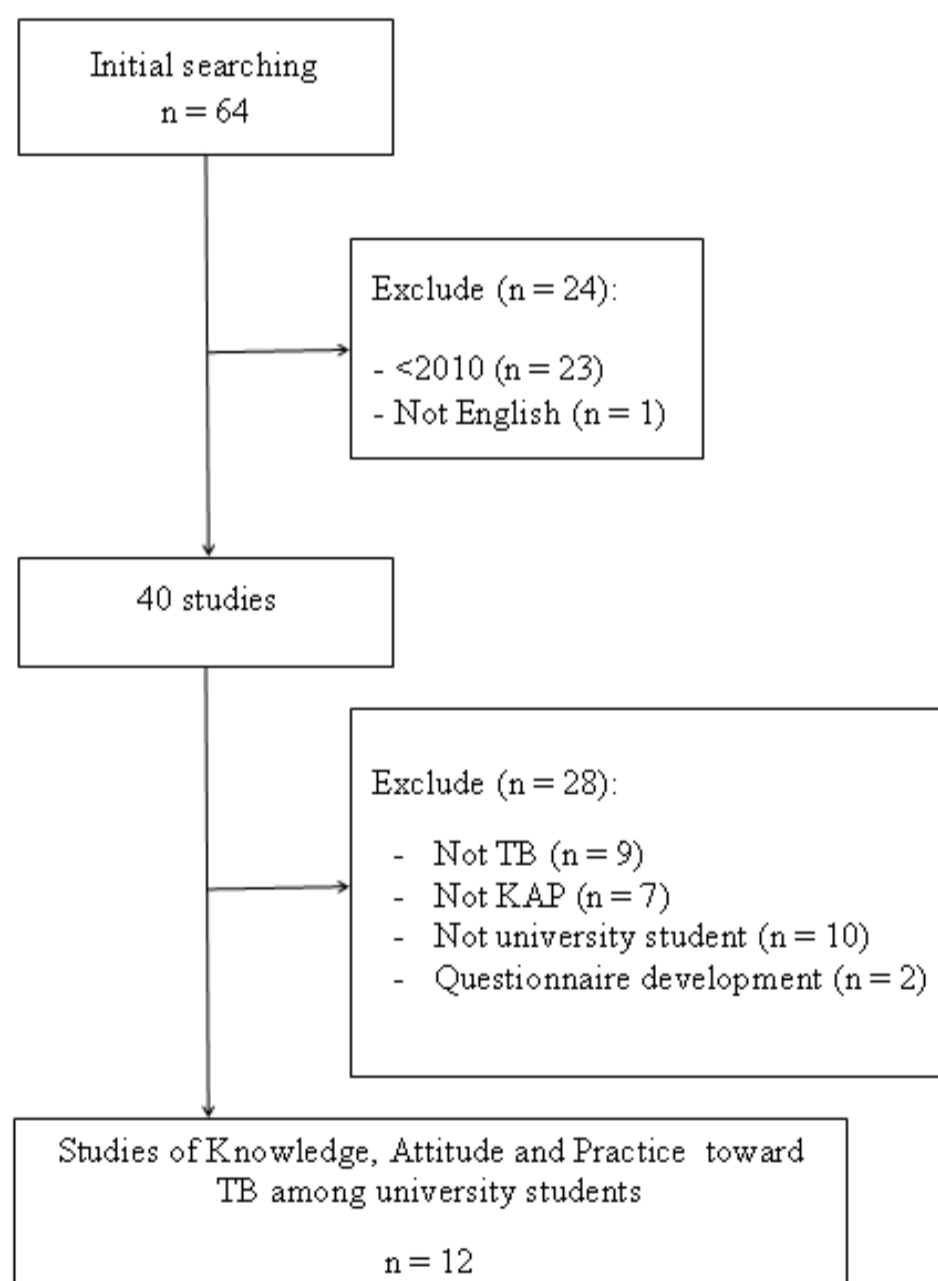 Initial searching
n = 64
Exclude (n = 24):
- <2010 (n = 23)
- Not English (n = 1)
40 studies
Exclude (n = 28):
- Not TB (n = 9)
- Not KAP (n = 7)
- Not university student (n = 10)
- Questionnaire development (n = 2)
Studies of Knowledge, Attitude and Practice toward
TB among university students
n = 12